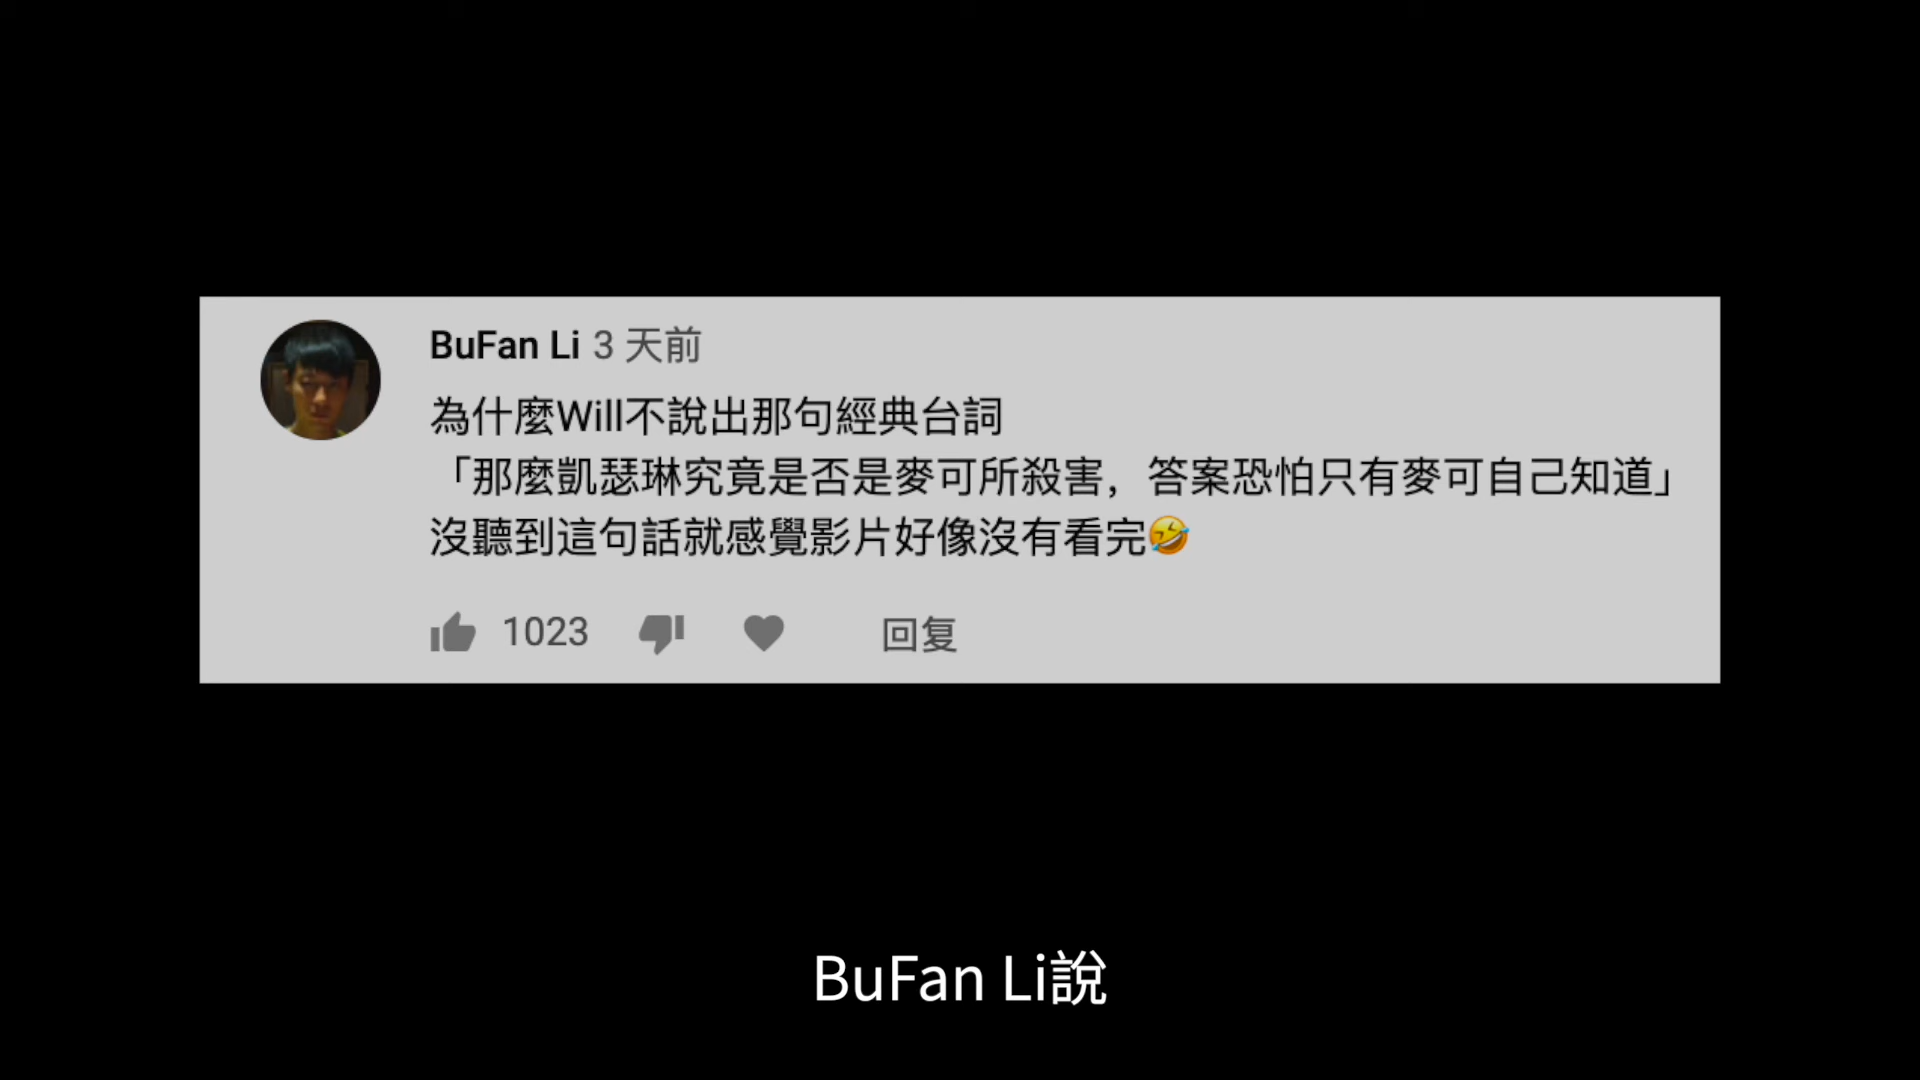 BuFan Li 3 天前
為什麼Will不說出那句經典台詞
「那麼凱瑟琳究竟是否是麥可所殺害，答案恐怕只有麥可自己知道」
沒聽到這句話就感覺影片好像沒有看完🤣
1023 回复
BuFan Li說